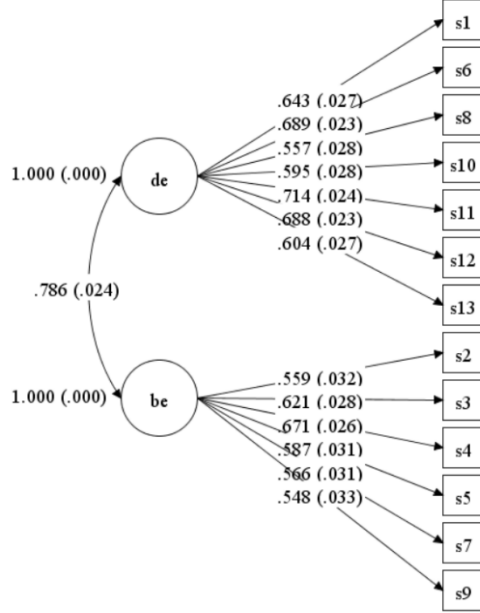 s1
s6
.643 (.027)
.689 (.023)
s8
.557 (.028)
.595 (.028)
s10
1.000 (.000)
de
.714 (.024)
s11
.688 (.023)
.604 (.027)
s12
.786 (.024)
s13
s2
.559 (.032)
1.000 (.000)
be
.621 (.028)
s3
.671 (.026)
s4
.587 (.031)
.566 (.031)
s5
.548 (.033)
s7
s9